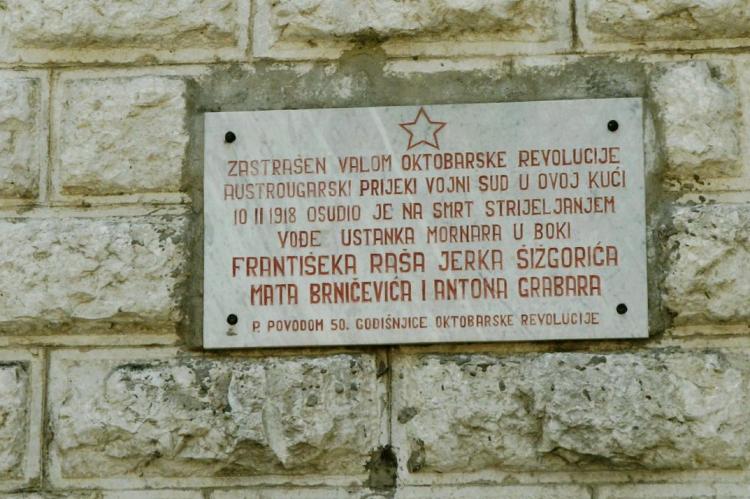 ZASTRAŠEN VALOM OKTOBARSKE REVOLUCIJE
AUSTROUGARSKI PRIJEKI VOJNI SUD U OVOJ KUĆI
10 II 1918 OSUDIO JE NA SMRT STRIJELJANJEM
VOĐE USTANKA MORNARA U BOKI
FRANTIŠEKA RAŠA JERKA ŠIŽGORIĆA
MATA BRNIČEVIĆA I ANTONA GRABARA
P. POVODOM 50. GODIŠNJICE OKTOBARSKE REVOLUCIJE